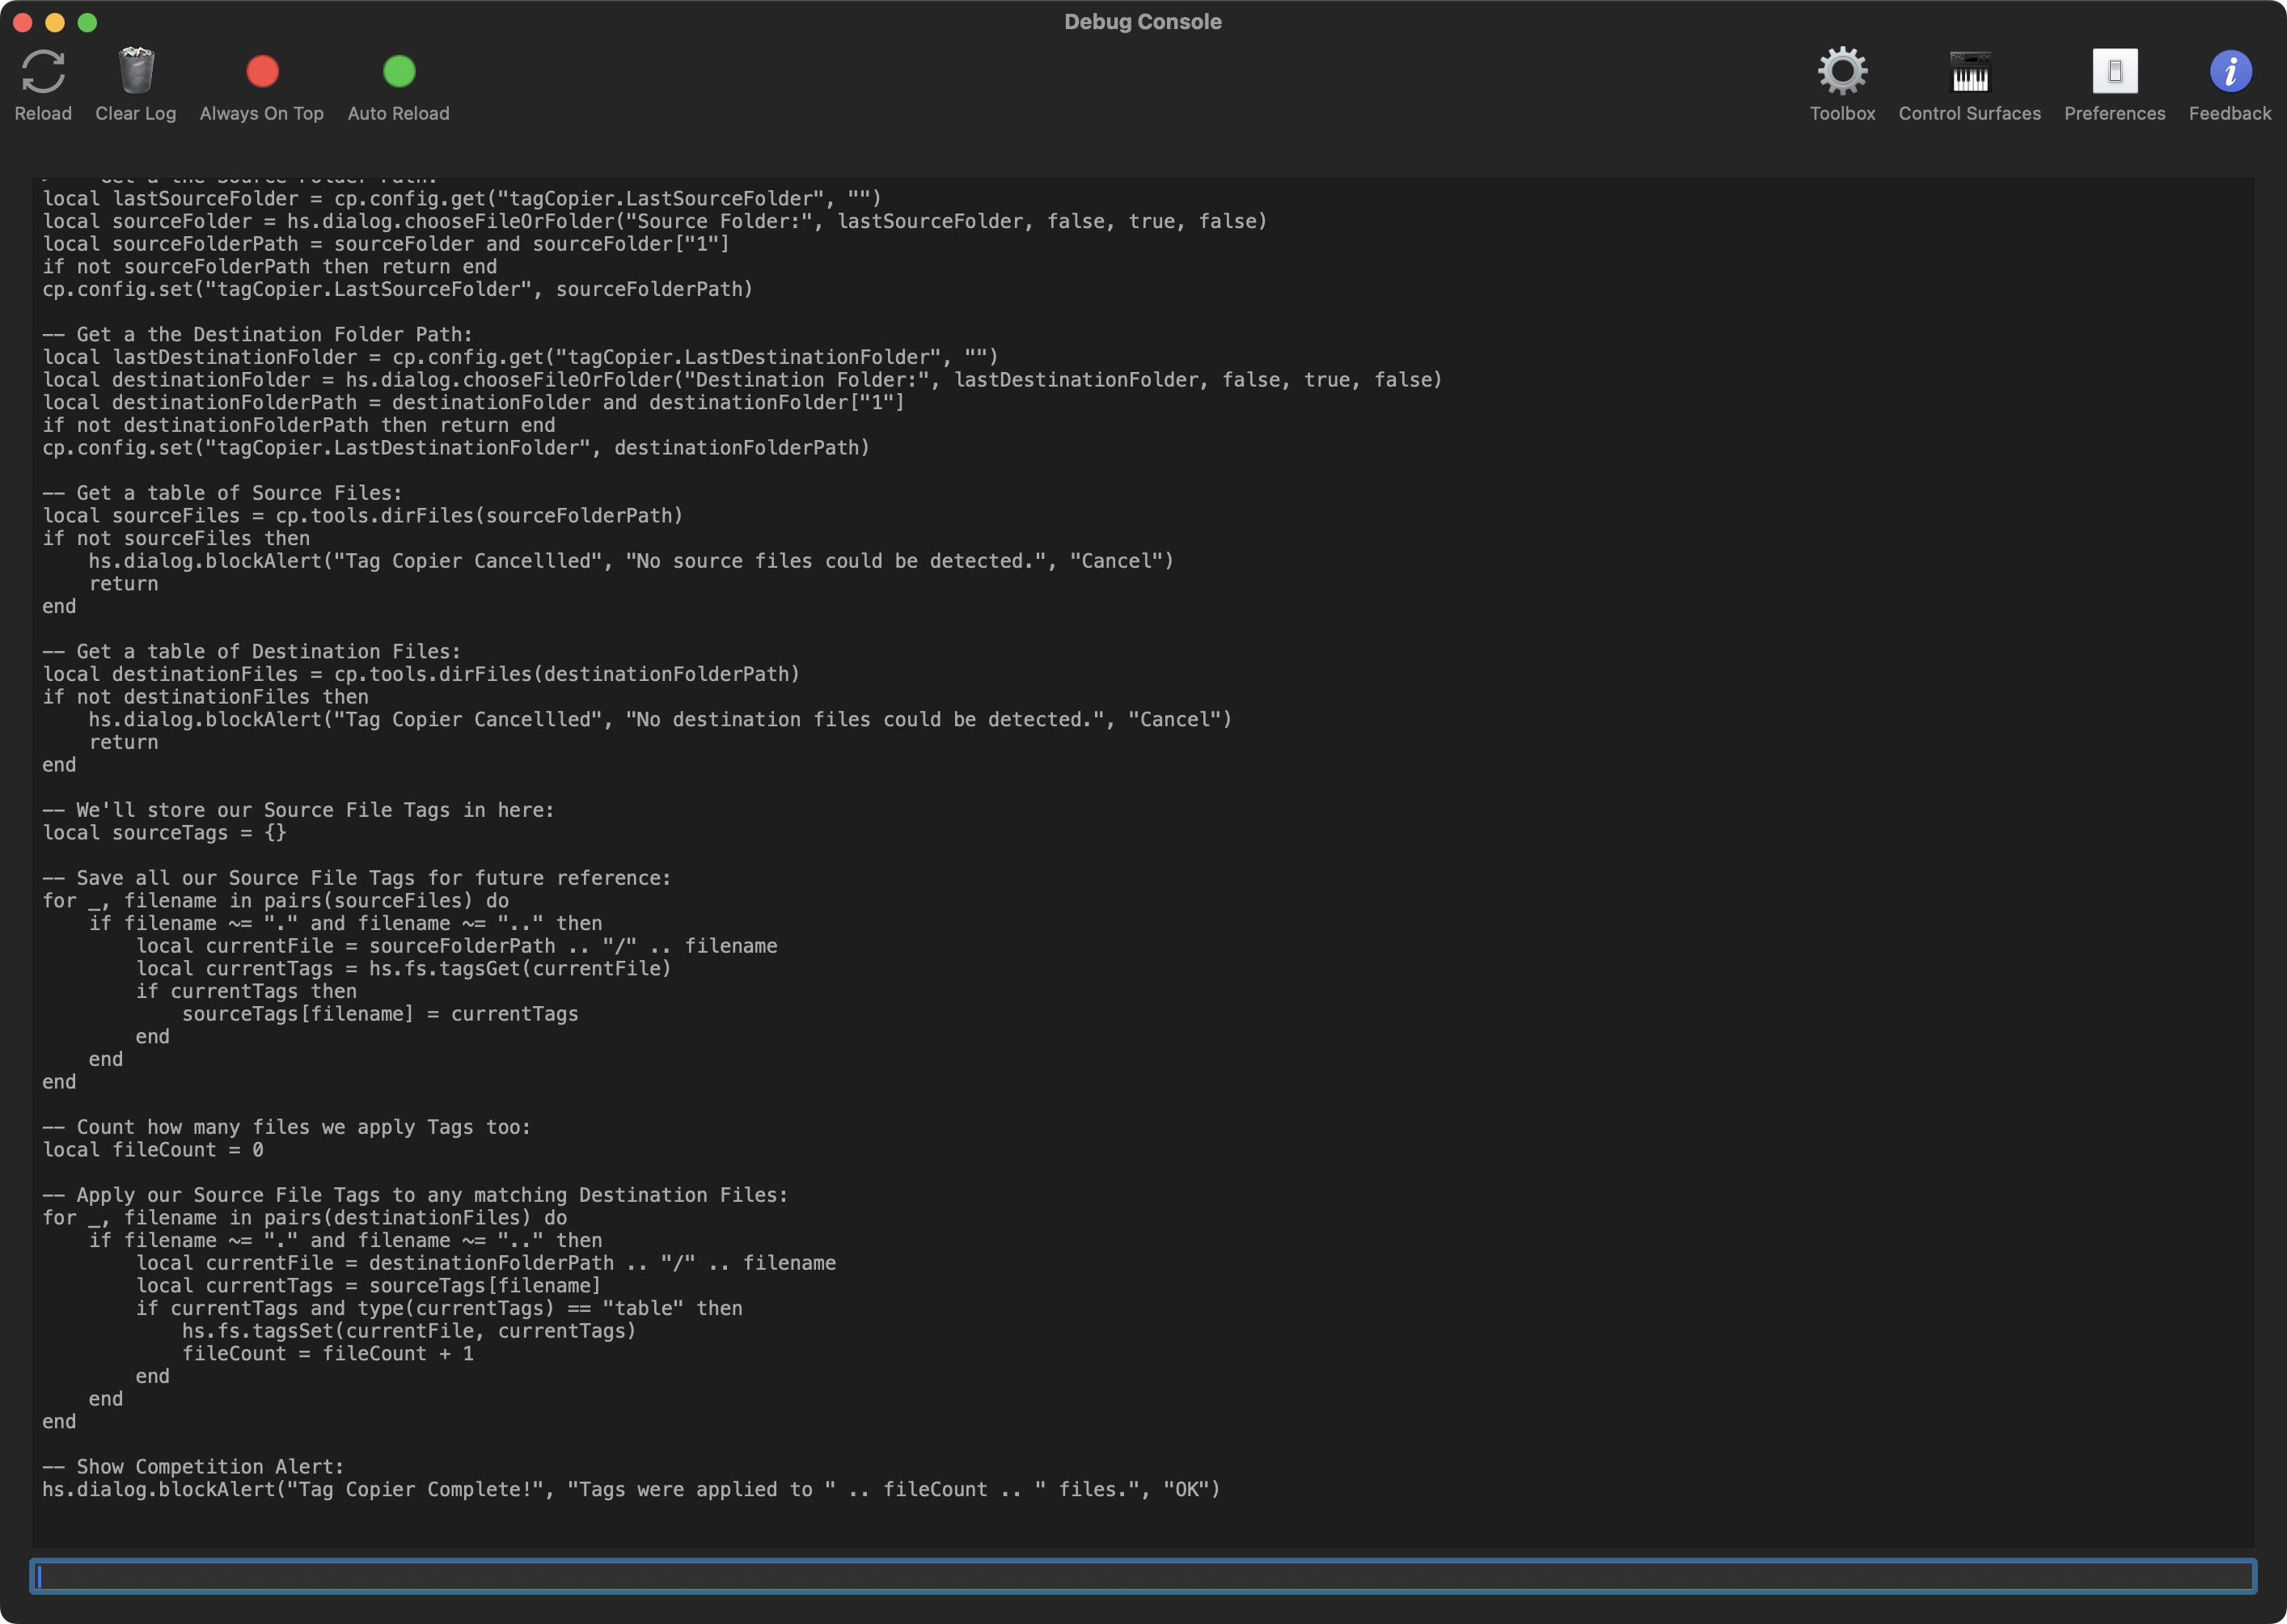 Debug Console
Reload Clear Log Always On Top Auto Reload Toolbox Control Surfaces Preferences Feedback
> -- Get a the Source Folder Path:
local lastSourceFolder = cp.config.get("tagCopier.LastSourceFolder", "")
local sourceFolder = hs.dialog.chooseFileOrFolder("Source Folder:", lastSourceFolder, false, true, false)
local sourceFolderPath = sourceFolder and sourceFolder["1"]
if not sourceFolderPath then return end
cp.config.set("tagCopier.LastSourceFolder", sourceFolderPath)

-- Get a the Destination Folder Path:
local lastDestinationFolder = cp.config.get("tagCopier.LastDestinationFolder", "")
local destinationFolder = hs.dialog.chooseFileOrFolder("Destination Folder:", lastDestinationFolder, false, true, false)
local destinationFolderPath = destinationFolder and destinationFolder["1"]
if not destinationFolderPath then return end
cp.config.set("tagCopier.LastDestinationFolder", destinationFolderPath)

-- Get a table of Source Files:
local sourceFiles = cp.tools.dirFiles(sourceFolderPath)
if not sourceFiles then
    hs.dialog.blockAlert("Tag Copier Cancellled", "No source files could be detected.", "Cancel")
    return
end

-- Get a table of Destination Files:
local destinationFiles = cp.tools.dirFiles(destinationFolderPath)
if not destinationFiles then
    hs.dialog.blockAlert("Tag Copier Cancellled", "No destination files could be detected.", "Cancel")
    return
end

-- We'll store our Source File Tags in here:
local sourceTags = {}

-- Save all our Source File Tags for future reference:
for _, filename in pairs(sourceFiles) do
    if filename ~= "." and filename ~= ".." then
        local currentFile = sourceFolderPath .. "/" .. filename
        local currentTags = hs.fs.tagsGet(currentFile)
        if currentTags then
            sourceTags[filename] = currentTags
        end
    end
end

-- Count how many files we apply Tags too:
local fileCount = 0

-- Apply our Source File Tags to any matching Destination Files:
for _, filename in pairs(destinationFiles) do
    if filename ~= "." and filename ~= ".." then
        local currentFile = destinationFolderPath .. "/" .. filename
        local currentTags = sourceTags[filename]
        if currentTags and type(currentTags) == "table" then
            hs.fs.tagsSet(currentFile, currentTags)
            fileCount = fileCount + 1
        end
    end
end

-- Show Competition Alert:
hs.dialog.blockAlert("Tag Copier Complete!", "Tags were applied to " .. fileCount .. " files.", "OK")